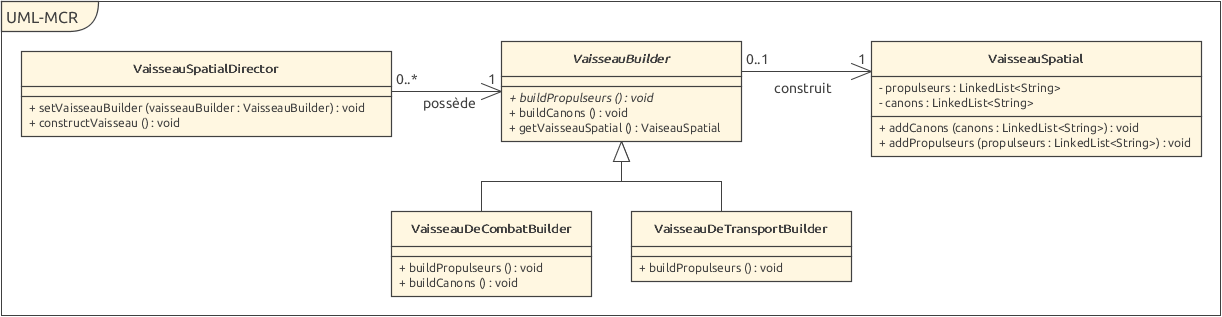 UML-MCR
VaisseauSpatialDirector
+ setVaisseauBuilder (vaisseauBuilder : VaisseauBuilder) : void
+ constructVaisseau () : void
0..*
1
possède
VaisseauBuilder
+ buildPropulseurs () : void
+ buildCanons () : void
+ getVaisseauSpatial () : VaiseauSpatial
0..1
1
construit
VaisseauSpatial
- propulseurs : LinkedList<String>
- canons : LinkedList<String>
+ addCanons (canons : LinkedList<String>) : void
+ addPropulseurs (propulseurs : LinkedList<String>) : void
VaisseauDeCombatBuilder
+ buildPropulseurs () : void
+ buildCanons () : void
VaisseauDeTransportBuilder
+ buildPropulseurs () : void